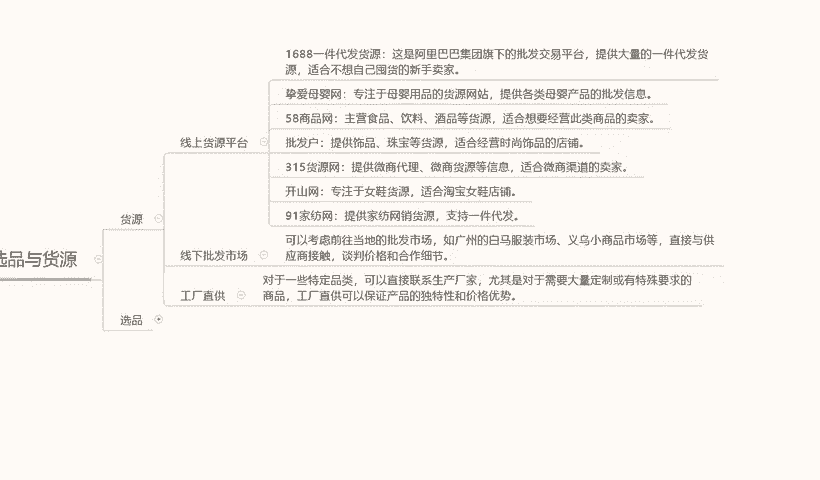 1688一件代发货源：这是阿里巴巴集团旗下的批发交易平台，提供大量的一件代发货
源，适合不想自己囤货的新手卖家。
挚爱母婴网：专注于母婴用品的货源网站，提供各类母婴产品的批发信息。
58商品网：主营食品、饮料、酒品等货源，适合想要经营此类商品的卖家。
线上货源平台
批发户：提供饰品、珠宝等货源，适合经营时尚饰品的店铺。
315货源网：提供微商代理、微商货源等信息，适合微商渠道的卖家。
开山网：专注于女鞋货源，适合淘宝女鞋店铺。
91家纺网：提供家纺网销货源，支持一件代发。
货源
线下批发市场
可以考虑前往当地的批发市场，如广州的白马服装市场、义乌小商品市场等，直接与供
应商接触，谈判价格和合作细节。
选品与货源
工厂直供
对于一些特定品类，可以直接联系生产厂家，尤其是对于需要大量定制或有特殊要求的
商品，工厂直供可以保证产品的独特性和价格优势。
选品